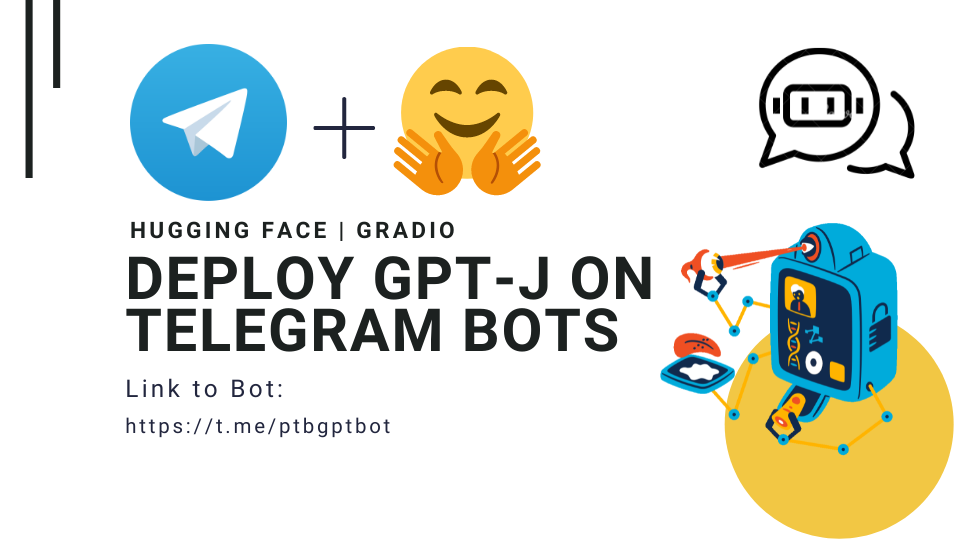 HUGGING FACE | GRADIO
DEPLOY GPT-J ON
TELEGRAM BOTS
Link to Bot:
https://t.me/ptbgptbot